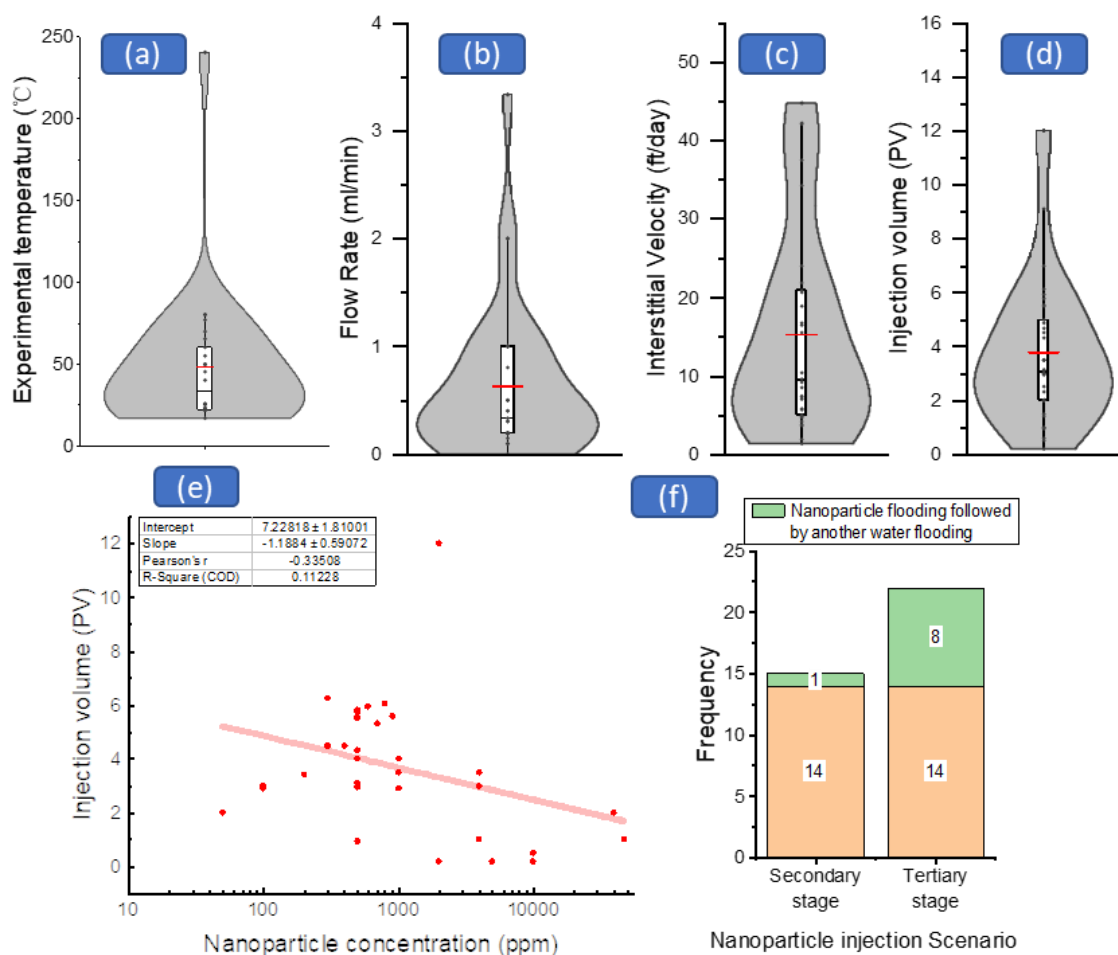 (a)
(b)
(c)
(d)
Experimental temperature (℃)
250
200
150
100
50
0
Flow Rate (ml/min)
4
3
2
1
0
Interstitial Velocity (ft/day)
50
40
30
20
10
0
Injection volume (PV)
16
14
12
10
8
6
4
2
0
(e)
Intercept 7.22818 ± 1.81001
Slope -1.1884 ± 0.59072
Pearson's r -0.33508
R-Square (COD) 0.11228
Injection volume (PV)
12
10
8
6
4
2
0
10 100 1000 10000
Nanoparticle concentration (ppm)
(f)
Nanoparticle flooding followed
by another water flooding
Frequency
25
20
15
10
5
0
1
14
8
14
Secondary
stage
Tertiary
stage
Nanoparticle injection Scenario